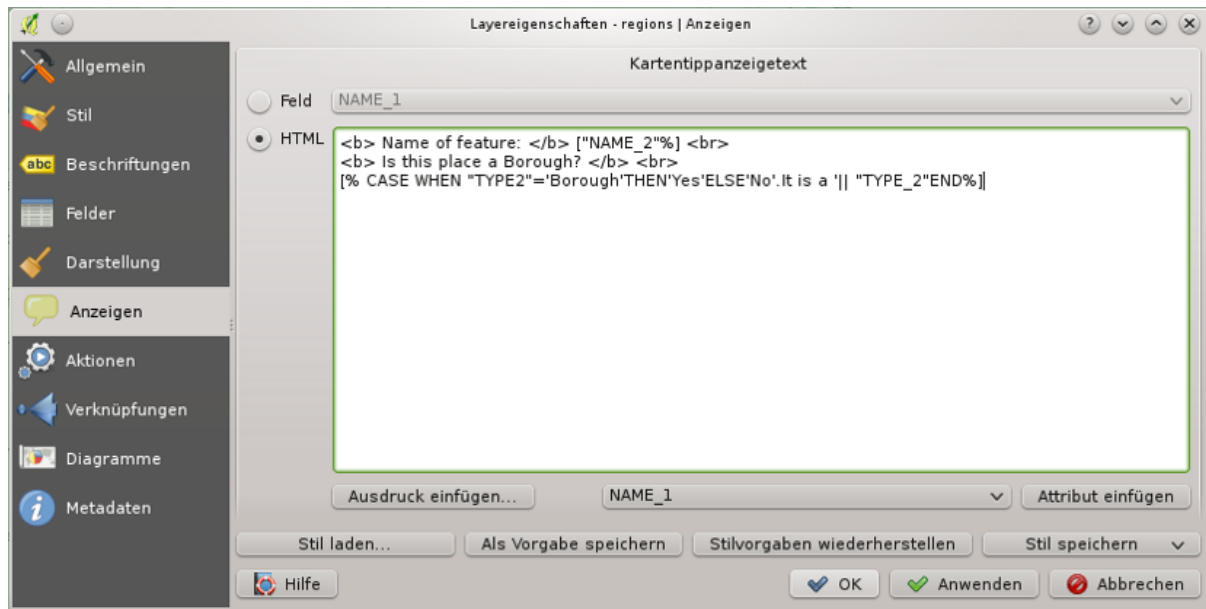 Layereigenschaften - regions | Anzeigen
Allgemein
Stil
abc Beschriftungen
Felder
Darstellung
Anzeigen
Aktionen
Verknüpfungen
Diagramme
Metadaten
Kartentippanzeigetext
Feld NAME_1
HTML
<b> Name of feature: </b> ["NAME_2"%] <br>
<b> Is this place a Borough? </b> <br>
[% CASE WHEN "TYPE2"='Borough'THEN'Yes'ELSE'No'.It is a '|| "TYPE_2"END%]
Ausdruck einfügen... NAME_1 Attribut einfügen
Stil laden... Als Vorgabe speichern Stilvorgaben wiederherstellen Stil speichern
Hilfe OK Anwenden Abbrechen